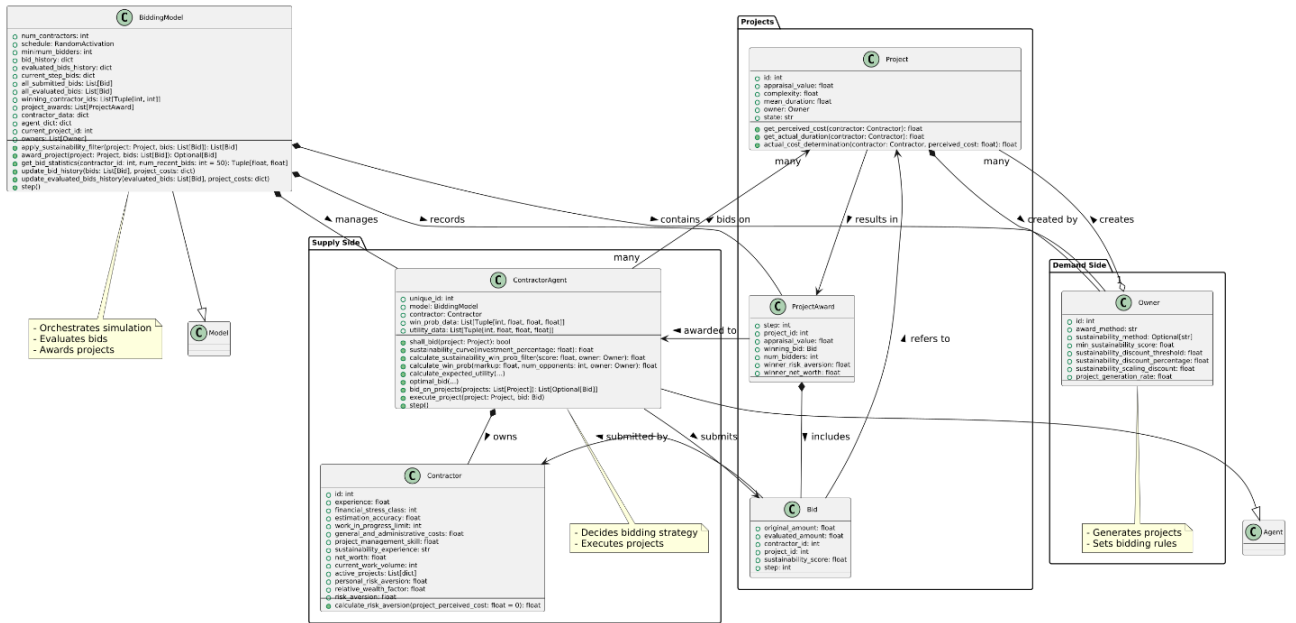 C BiddingModel
num_contractors: int
schedule: RandomActivation
minimum_bidders: int
bid_history: dict
evaluated_bids_history: dict
current_step_bids: dict
all_submitted_bids: List[Bid]
all_evaluated_bids: List[Bid]
winning_contractor_ids: List[Tuple[int, int]]
project_awards: List[ProjectAward]
contractor_data: dict
agent_dict: dict
current_project_id: int
owners: List[Owner]
apply_sustainability_filter(project: Project, bids: List[Bid]): List[Bid]
award_project(project: Project, bids: List[Bid]): Optional[Bid]
get_bid_statistics(contractor_id: int, num_recent_bids: int = 50): Tuple[float, float]
update_bid_history(bids: List[Bid], project_costs: dict)
update_evaluated_bids_history(evaluated_bids: List[Bid], project_costs: dict)
step()
Projects
C Project
id: int
appraisal_value: float
complexity: float
mean_duration: float
owner: Owner
state: str
get_perceived_cost(contractor: Contractor): float
get_actual_duration(contractor: Contractor): float
actual_cost_determination(contractor: Contractor, perceived_cost: float): float
many
many
manages
records
contains
bids on
results in
created by
creates
Supply Side
many
C ContractorAgent
unique_id: int
model: BiddingModel
contractor: Contractor
win_prob_data: List[Tuple[int, float, float, float]]
utility_data: List[Tuple[int, float, float, float]]
shall_bid(project: Project): bool
sustainability_curve(investment_percentage: float): float
calculate_sustainability_win_prob_filter(score: float, owner: Owner): float
calculate_win_prob(markup: float, num_opponents: int, owner: Owner): float
calculate_expected_utility(...)
optimal_bid(...)
bid_on_projects(projects: List[Project]): List[Optional[Bid]]
execute_project(project: Project, bid: Bid)
step()
- Orchestrates simulation
- Evaluates bids
- Awards projects
C Model
awarded to
C ProjectAward
step: int
project_id: int
appraisal_value: float
winning_bid: Bid
num_bidders: int
winner_risk_aversion: float
winner_net_worth: float
refers to
Demand Side
1
C Owner
id: int
award_method: str
sustainability_method: Optional[str]
min_sustainability_score: float
sustainability_discount_threshold: float
sustainability_discount_percentage: float
sustainability_scaling_discount: float
project_generation_rate: float
owns
submitted by
submits
includes
C Contractor
id: int
experience: float
financial_stress_class: int
estimation_accuracy: float
work_in_progress_limit: int
general_and_administrative_costs: float
project_management_skill: float
sustainability_experience: str
net_worth: float
current_work_volume: int
active_projects: List[dict]
personal_risk_aversion: float
relative_wealth_factor: float
risk_aversion: float
calculate_risk_aversion(project_perceived_cost: float = 0): float
- Decides bidding strategy
- Executes projects
C Bid
original_amount: float
evaluated_amount: float
contractor_id: int
project_id: int
sustainability_score: float
step: int
- Generates projects
- Sets bidding rules
C Agent